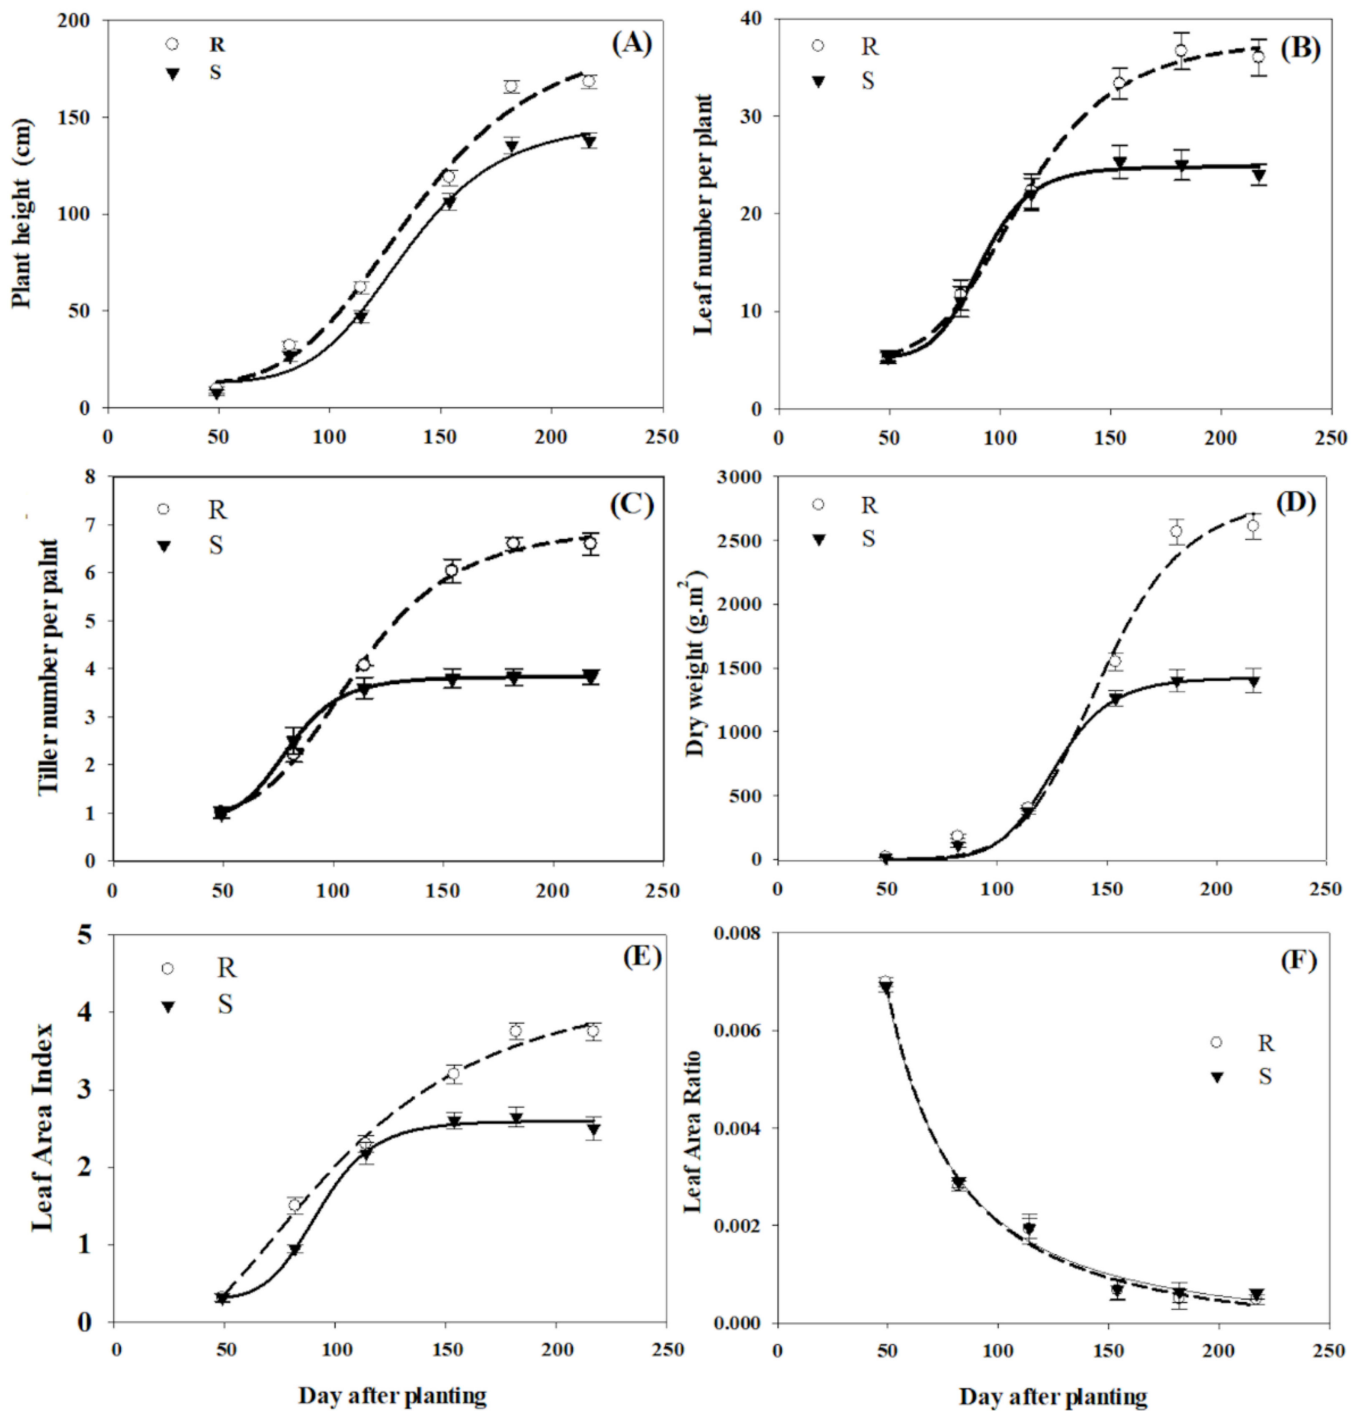 (A)
R
S
200
150
100
50
0
Plant height (cm)
0 50 100 150 200 250
(B)
R
S
40
30
20
10
0
Leaf number per plant
0 50 100 150 200 250
(C)
R
S
8
7
6
5
4
3
2
1
0
Tiller number per palnt
0 50 100 150 200 250
(D)
R
S
3000
2500
2000
1500
1000
500
0
Dry weight (g.m²)
0 50 100 150 200 250
(E)
R
S
5
4
3
2
1
0
Leaf Area Index
0 50 100 150 200 250
Day after planting
(F)
R
S
0.008
0.006
0.004
0.002
0.000
Leaf Area Ratio
0 50 100 150 200 250
Day after planting